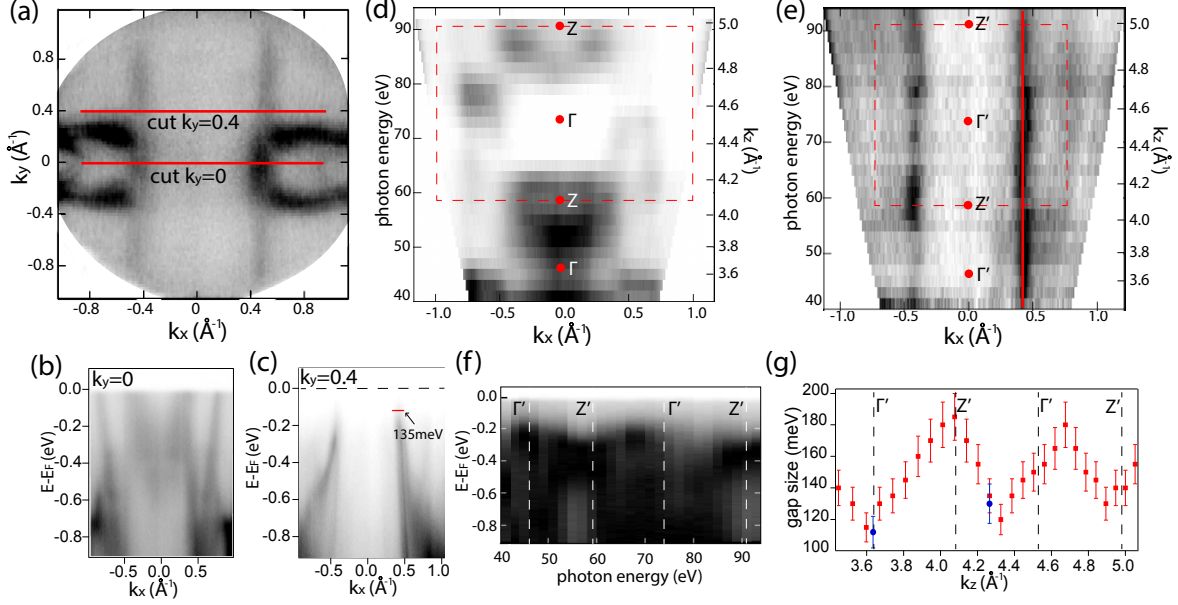 (a)
0.8
0.4
0
-0.4
-0.8
ky (Å-1)
cut ky=0.4
cut ky=0
-0.8 -0.4 0 0.4 0.8
kx (Å-1)
(d)
photon energy (eV)
90
80
70
60
50
40
Z
Γ
Z
Γ
5.0
4.8
4.6
4.4
4.2
4.0
3.8
3.6
kz (Å-1)
-1.0 -0.5 0.0 0.5 1.0
kx (Å-1)
(e)
photon energy (eV)
90
80
70
60
50
40
Z′
Γ′
Z′
Γ′
5.0
4.8
4.6
4.4
4.2
4.0
3.8
3.6
kz (Å-1)
-1.0 -0.5 0.0 0.5 1.0
kx (Å-1)
(b)
ky=0
E-EF (eV)
0.0
-0.2
-0.4
-0.6
-0.8
-0.5 0.0 0.5
kx (Å-1)
(c)
ky=0.4
135meV
E-EF (eV)
0.0
-0.2
-0.4
-0.6
-0.8
-0.5 0.0 0.5 1.0
kx (Å-1)
(f)
Γ′ Z′ Γ′ Z′
E-EF (eV)
-0.0
-0.2
-0.4
-0.6
-0.8
40 50 60 70 80 90
photon energy (eV)
(g)
Γ′ Z′ Γ′ Z′
gap size (meV)
200
180
160
140
120
100
3.6 3.8 4.0 4.2 4.4 4.6 4.8 5.0
kz (Å-1)